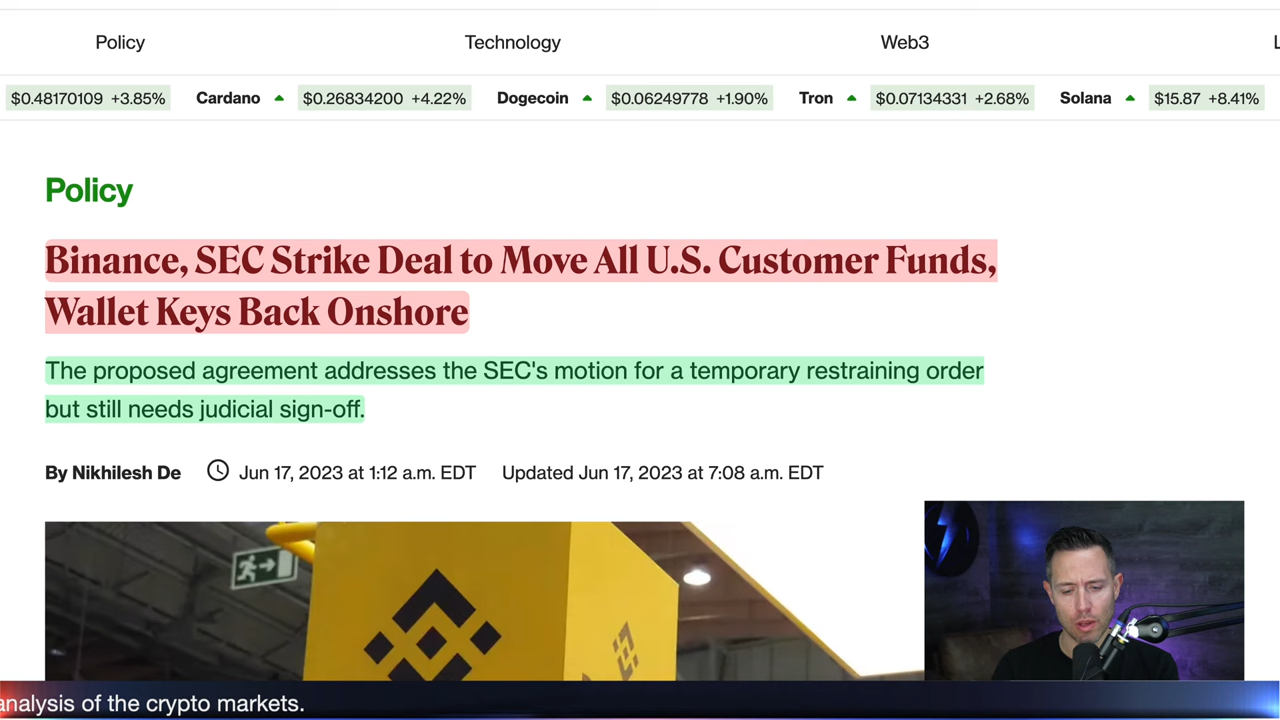 Policy Technology Web3 L
$0.48170109 +3.85% Cardano $0.26834200 +4.22% Dogecoin $0.06249778 +1.90% Tron $0.07134331 +2.68% Solana $15.87 +8.41%
Policy
Binance, SEC Strike Deal to Move All U.S. Customer Funds,
Wallet Keys Back Onshore
The proposed agreement addresses the SEC's motion for a temporary restraining order
but still needs judicial sign-off.
By Nikhilesh De Jun 17, 2023 at 1:12 a.m. EDT Updated Jun 17, 2023 at 7:08 a.m. EDT
analysis of the crypto markets.